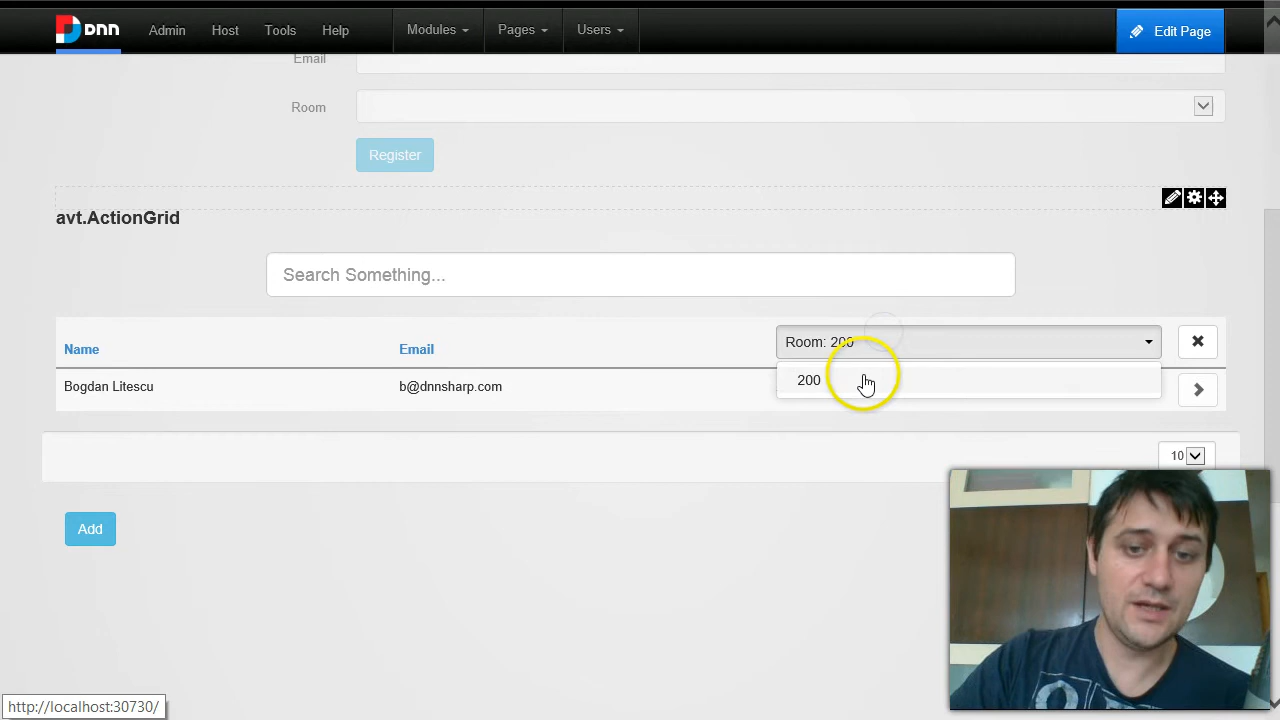 DNN Admin Host Tools Help Modules Pages Users Edit Page
Email
Room
Register
avt.ActionGrid
Search Something...
Name Email Room: 200
200
Bogdan Litescu b@dnnsharp.com
10
Add
http://localhost:30730/